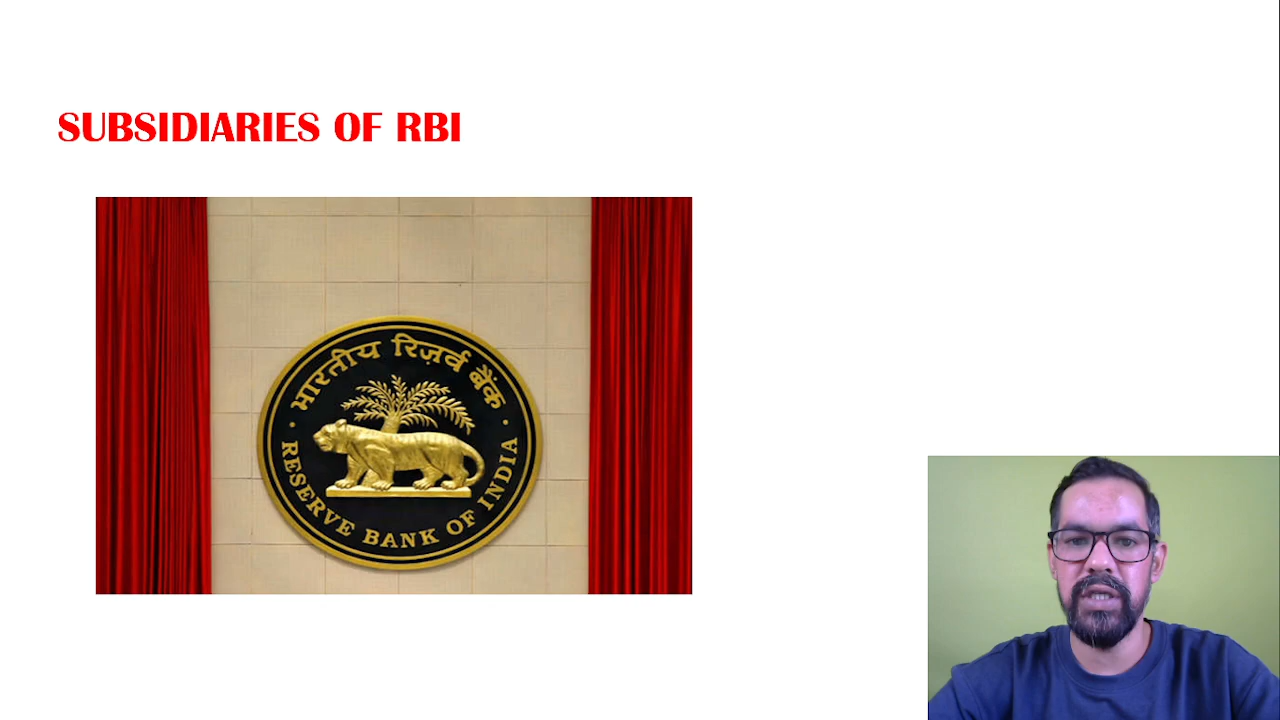 SUBSIDIARIES OF RBI
भारतीय रिज़र्व बैंक
RESERVE BANK OF INDIA